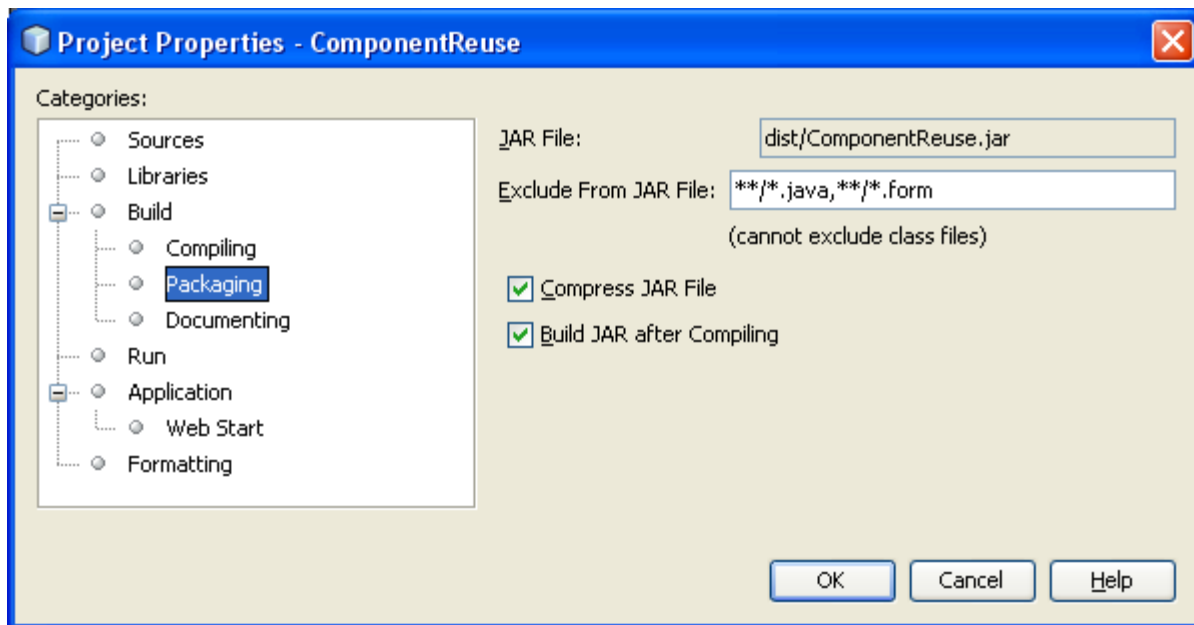 Project Properties - ComponentReuse
Categories:
Sources
Libraries
Build
Compiling
Packaging
Documenting
Run
Application
Web Start
Formatting
JAR File: dist/ComponentReuse.jar
Exclude From JAR File: **/*.java,**/*.form
(cannot exclude class files)
Compress JAR File
Build JAR after Compiling
OK Cancel Help